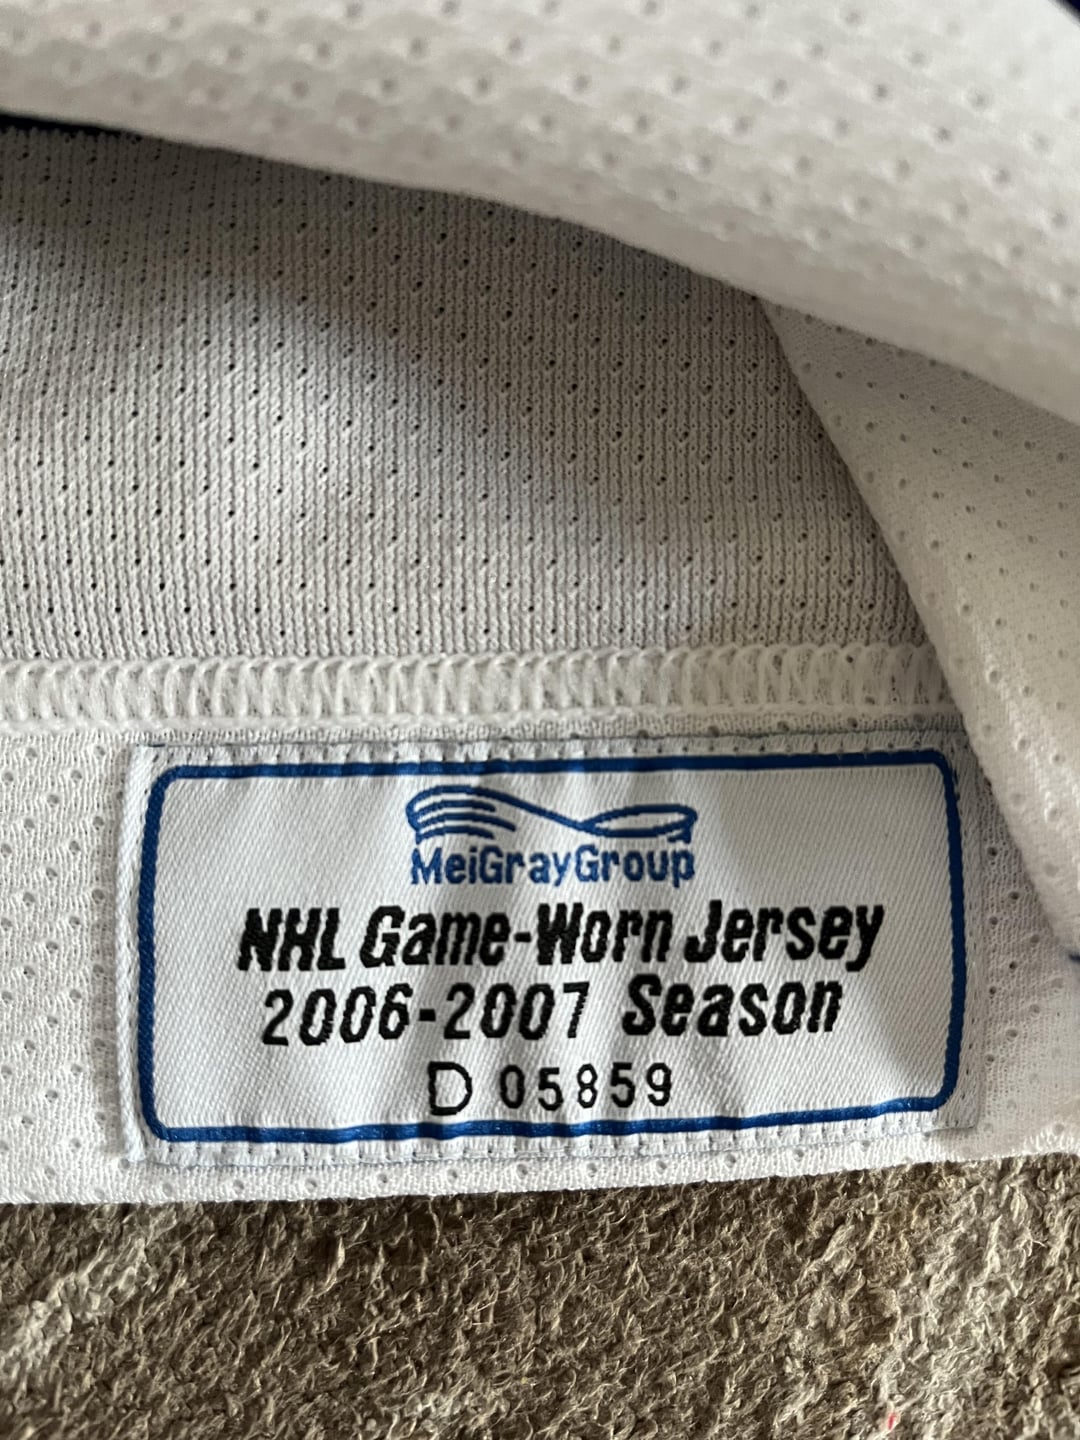 MeiGrayGroup
NHL Game-Worn Jersey
2006-2007 Season
D 05859